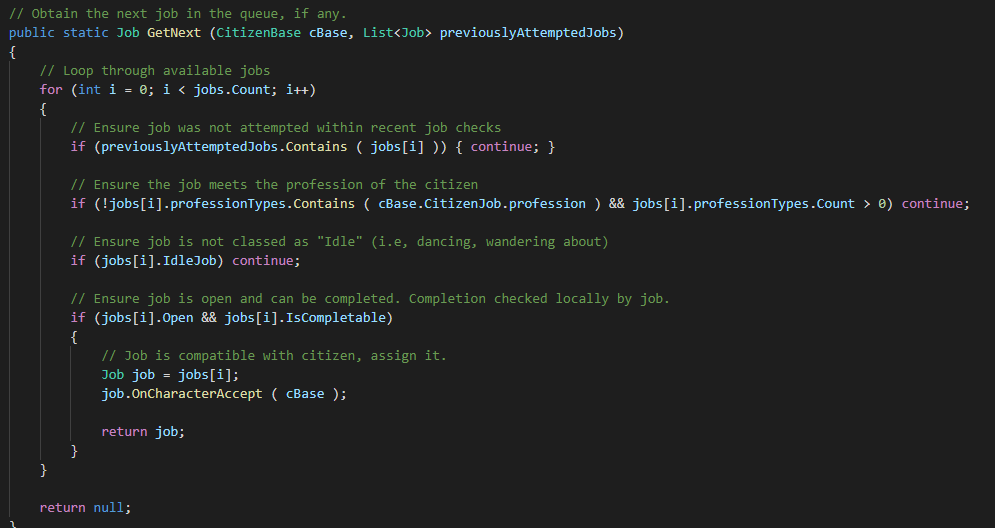 // Obtain the next job in the queue, if any.
public static Job GetNext (CitizenBase cBase, List<Job> previouslyAttemptedJobs)
{
    // Loop through available jobs
    for (int i = 0; i < jobs.Count; i++)
    {
        // Ensure job was not attempted within recent job checks
        if (previouslyAttemptedJobs.Contains ( jobs[i] )) { continue; }

        // Ensure the job meets the profession of the citizen
        if (!jobs[i].professionTypes.Contains ( cBase.CitizenJob.profession ) && jobs[i].professionTypes.Count > 0) continue;

        // Ensure job is not classed as "Idle" (i.e, dancing, wandering about)
        if (jobs[i].IdleJob) continue;

        // Ensure job is open and can be completed. Completion checked locally by job.
        if (jobs[i].Open && jobs[i].IsCompletable)
        {
            // Job is compatible with citizen, assign it.
            Job job = jobs[i];
            job.OnCharacterAccept ( cBase );

            return job;
        }
    }

    return null;
}